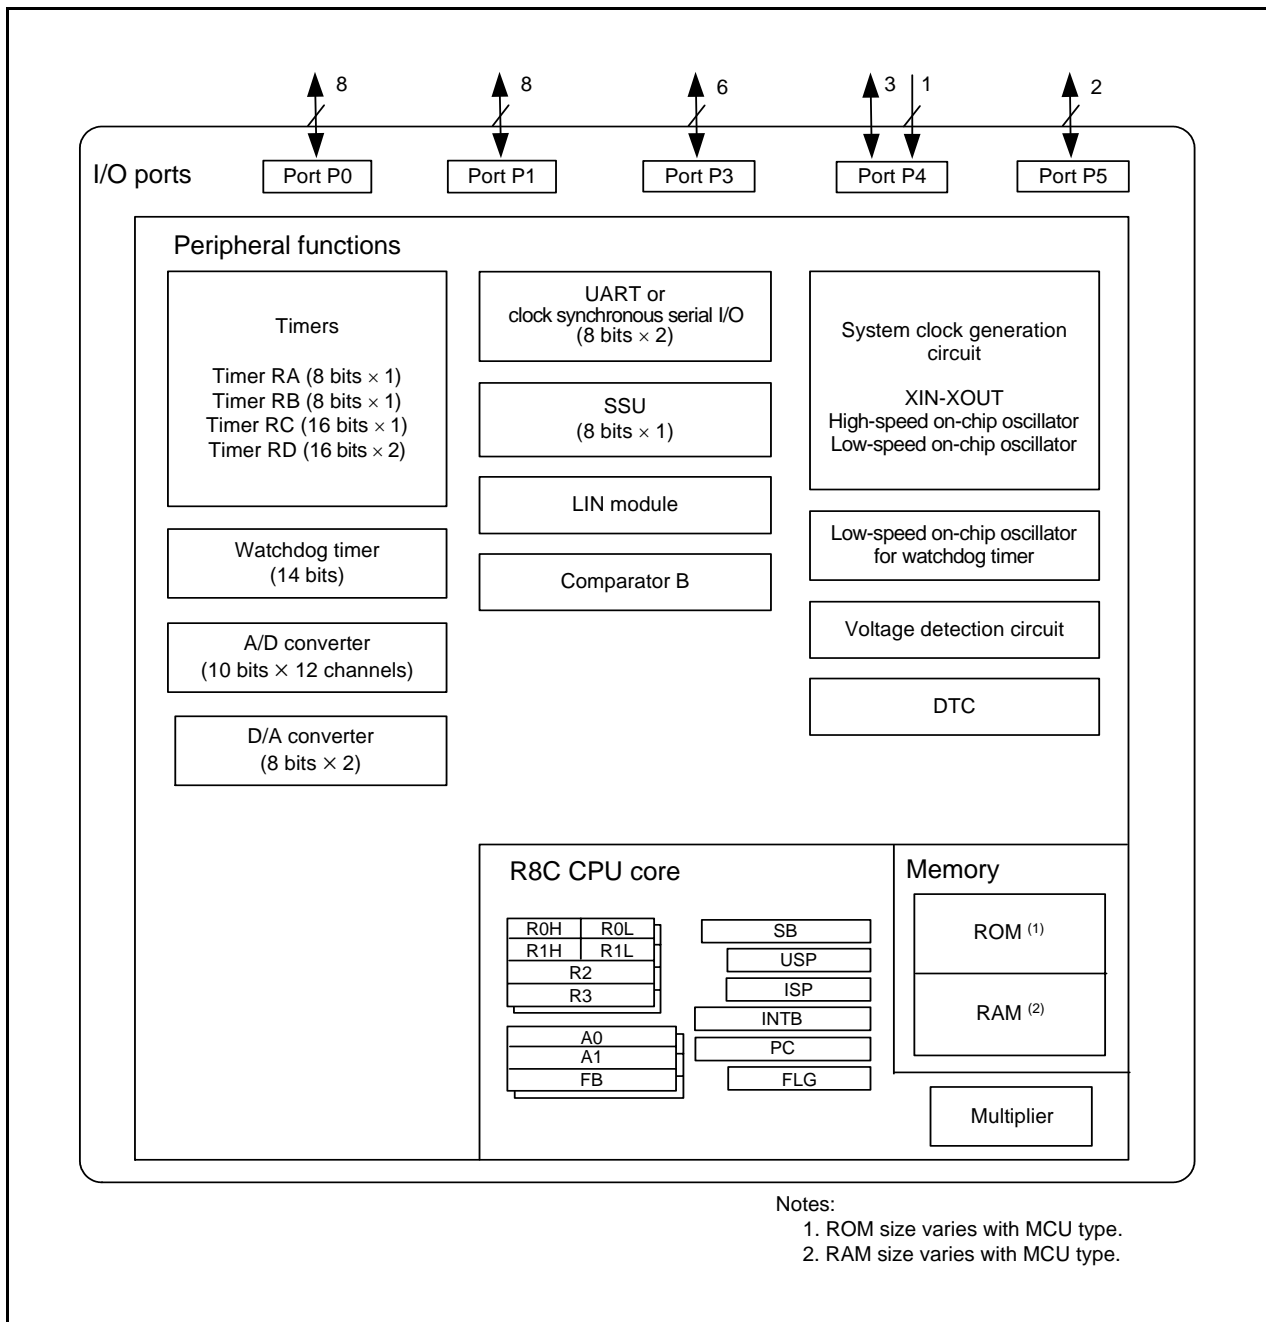 8
8
6
3
1
2
I/O ports
Port P0
Port P1
Port P3
Port P4
Port P5
Peripheral functions
Timers
Timer RA (8 bits × 1)
Timer RB (8 bits × 1)
Timer RC (16 bits × 1)
Timer RD (16 bits × 2)
Watchdog timer
(14 bits)
A/D converter
(10 bits × 12 channels)
D/A converter
(8 bits × 2)
UART or
clock synchronous serial I/O
(8 bits × 2)
SSU
(8 bits × 1)
LIN module
Comparator B
System clock generation
circuit
XIN-XOUT
High-speed on-chip oscillator
Low-speed on-chip oscillator
Low-speed on-chip oscillator
for watchdog timer
Voltage detection circuit
DTC
R8C CPU core
R0H
R0L
R1H
R1L
R2
R3
A0
A1
FB
SB
USP
ISP
INTB
PC
FLG
Memory
ROM (1)
RAM (2)
Multiplier
Notes:
1. ROM size varies with MCU type.
2. RAM size varies with MCU type.